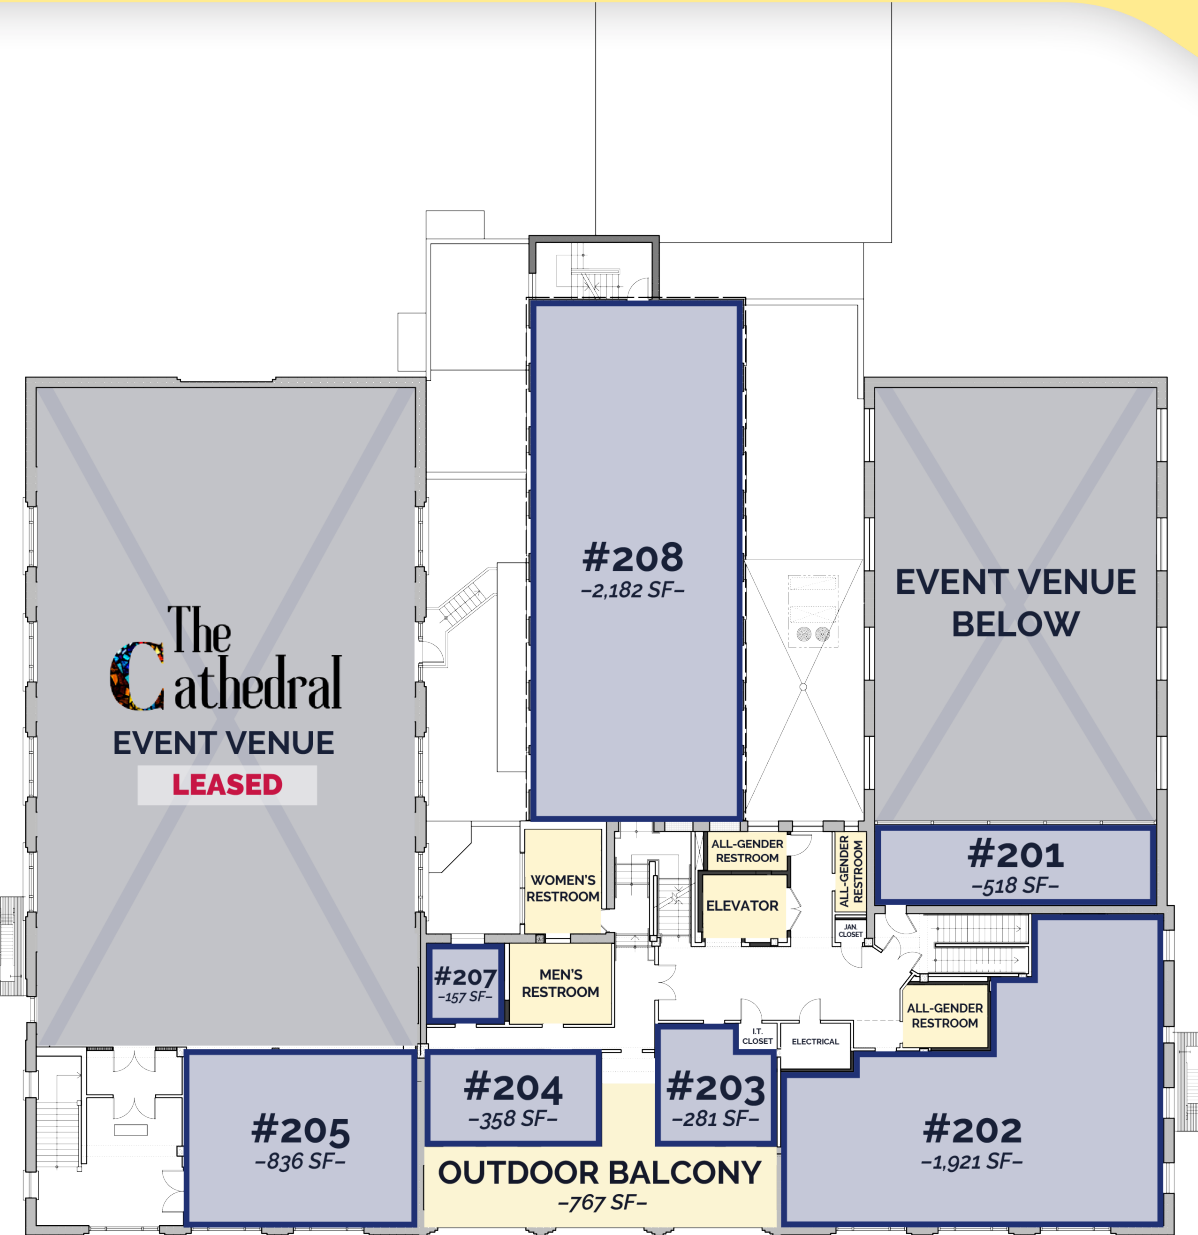 #208
–2,182 SF–
EVENT VENUE
BELOW
The
Cathedral
EVENT VENUE
LEASED
ALL-GENDER
RESTROOM
ALL-GENDER
RESTROOM
#201
–518 SF–
WOMEN'S
RESTROOM
ELEVATOR
JAN.
CLOSET
#207
–157 SF–
MEN'S
RESTROOM
ALL-GENDER
RESTROOM
I.T.
CLOSET
ELECTRICAL
#204
–358 SF–
#203
–281 SF–
#205
–836 SF–
#202
–1,921 SF–
OUTDOOR BALCONY
–767 SF–